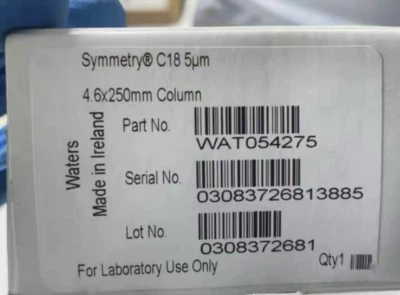 Symmetry® C18 5µm
4.6x250mm Column
Part No.
WAT054275
Waters
Made in Ireland
Serial No.
03083726813885
Lot No.
0308372681
For Laboratory Use Only
Qty1